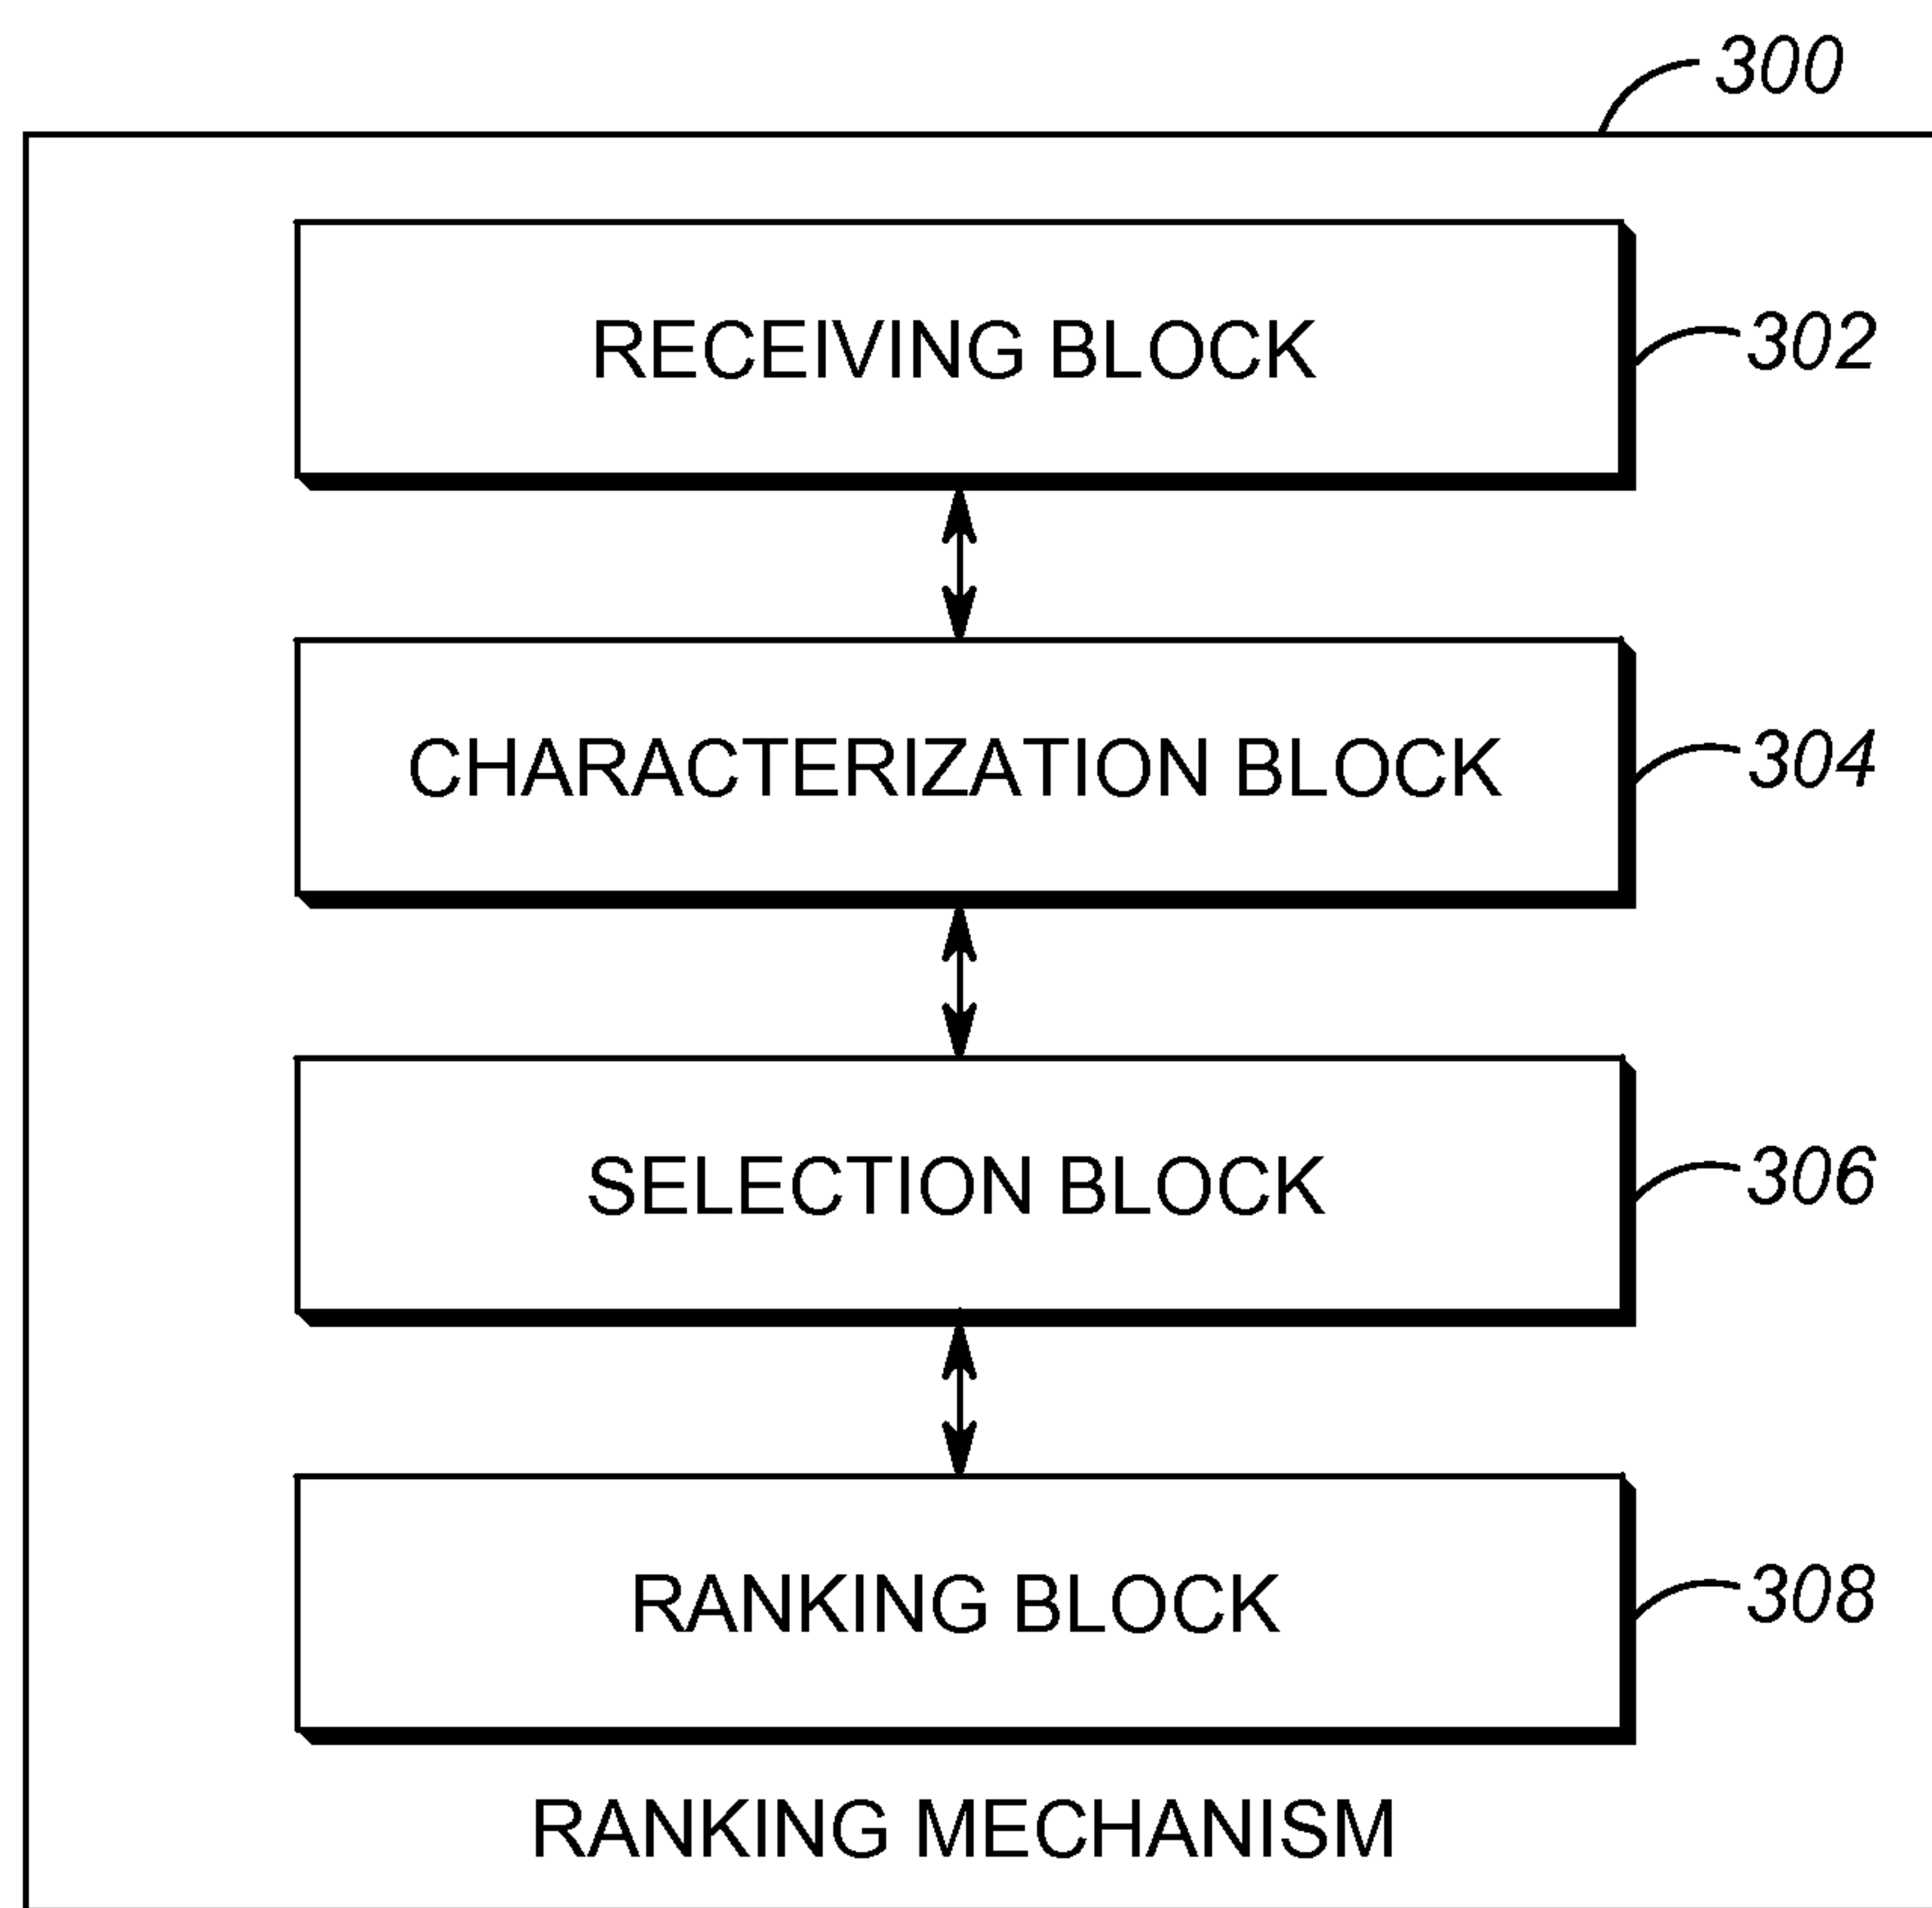 300
RECEIVING BLOCK
302
CHARACTERIZATION BLOCK
304
SELECTION BLOCK
306
RANKING BLOCK
308
RANKING MECHANISM